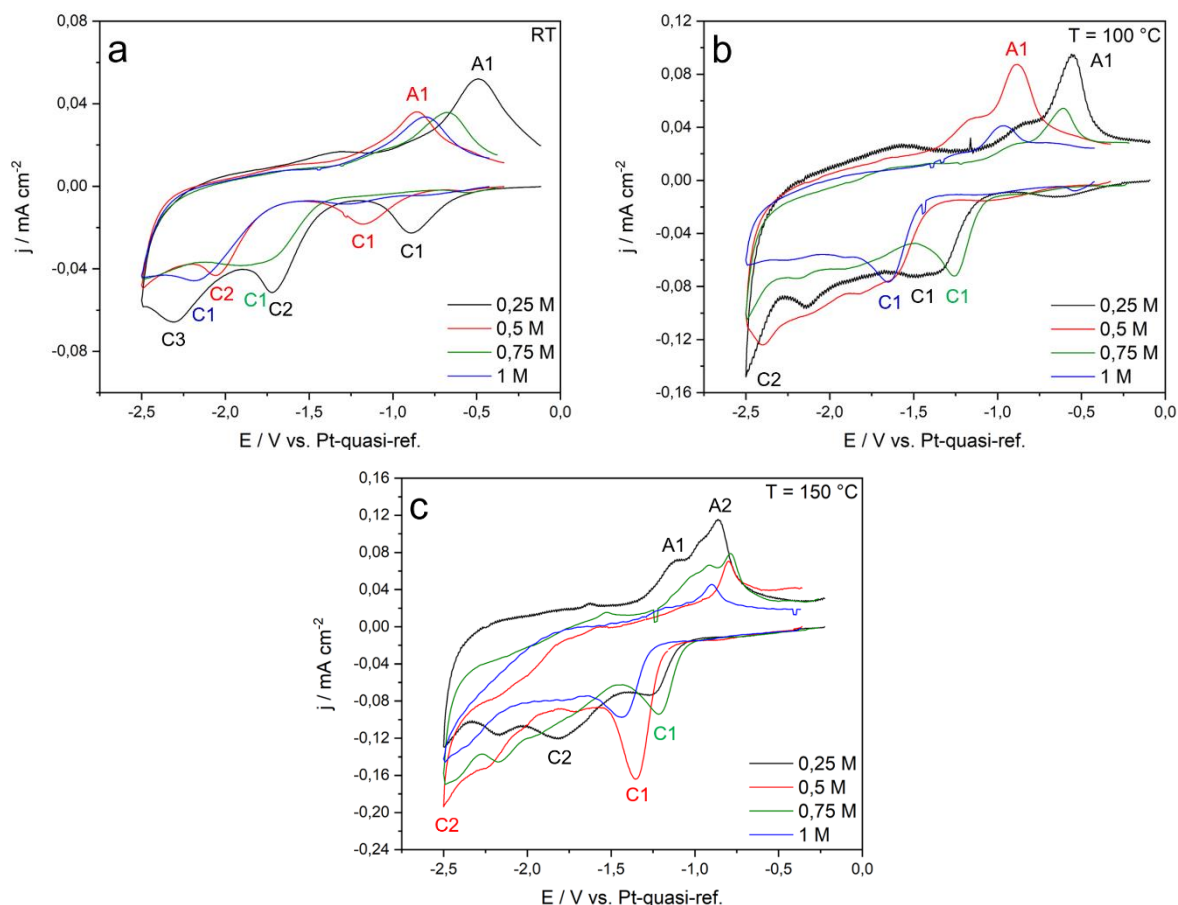 a
RT
0,08
0,04
0,00
-0,04
-0,08
j / mA cm⁻²
A1
A1
C1
C1
C2
C1
C1
C2
C3
0,25 M
0,5 M
0,75 M
1 M
-2,5 -2,0 -1,5 -1,0 -0,5 0,0
E / V vs. Pt-quasi-ref.
b
T = 100 °C
0,12
0,08
0,04
0,00
-0,04
-0,08
-0,12
-0,16
j / mA cm⁻²
A1
A1
C1
C1
C1
C2
0,25 M
0,5 M
0,75 M
1 M
-2,5 -2,0 -1,5 -1,0 -0,5 0,0
E / V vs. Pt-quasi-ref.
c
T = 150 °C
0,16
0,12
0,08
0,04
0,00
-0,04
-0,08
-0,12
-0,16
-0,20
-0,24
j / mA cm⁻²
A2
A1
C1
C2
C1
C2
0,25 M
0,5 M
0,75 M
1 M
-2,5 -2,0 -1,5 -1,0 -0,5 0,0
E / V vs. Pt-quasi-ref.